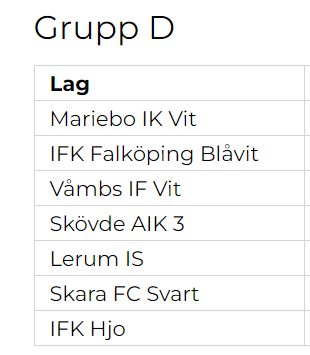 Grupp D
Lag
Mariebo IK Vit
IFK Falköping Blåvit
Våmbs IF Vit
Skövde AIK 3
Lerum IS
Skara FC Svart
IFK Hjo